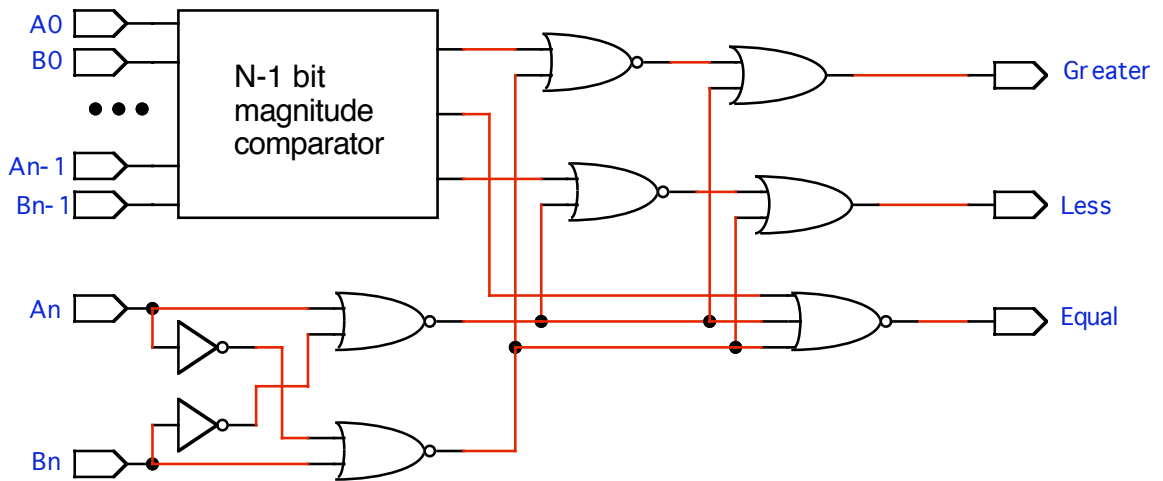 A0
B0
N-1 bit
magnitude
comparator
An-1
Bn-1
An
Bn
Greater
Less
Equal